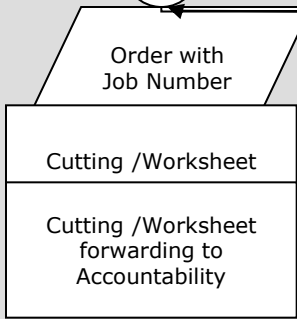 Order with
Job Number
Cutting /Worksheet
Cutting /Worksheet
forwarding to
Accountability